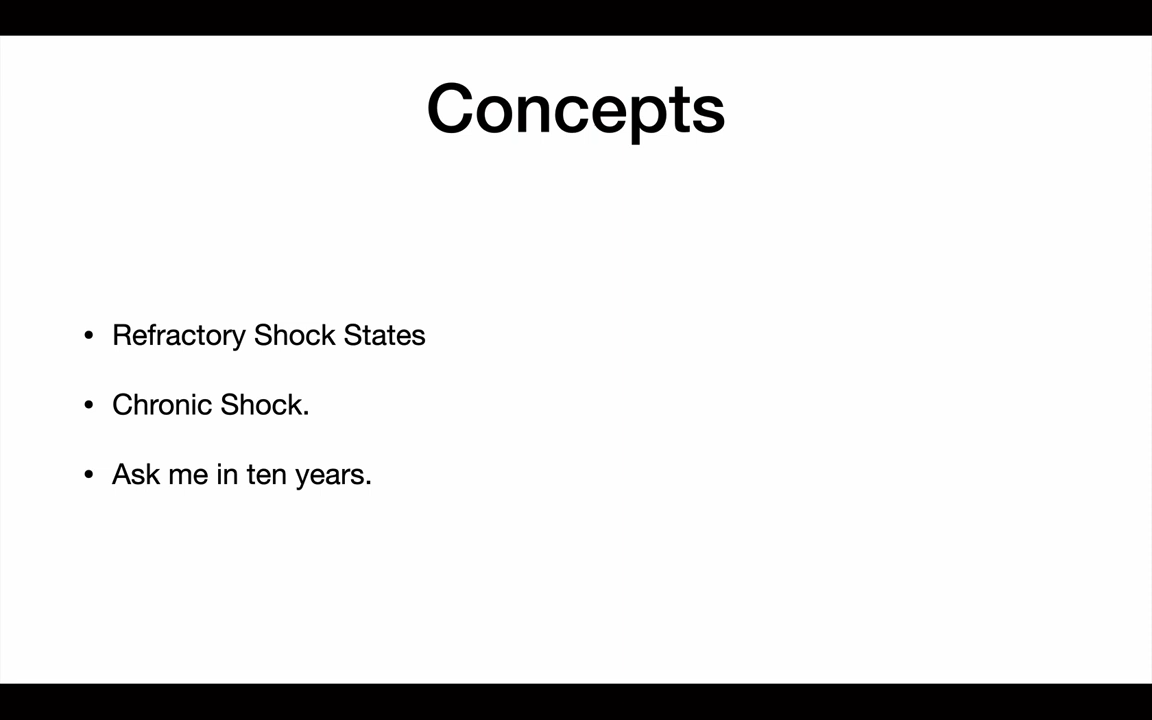 Concepts
• Refractory Shock States
• Chronic Shock.
• Ask me in ten years.